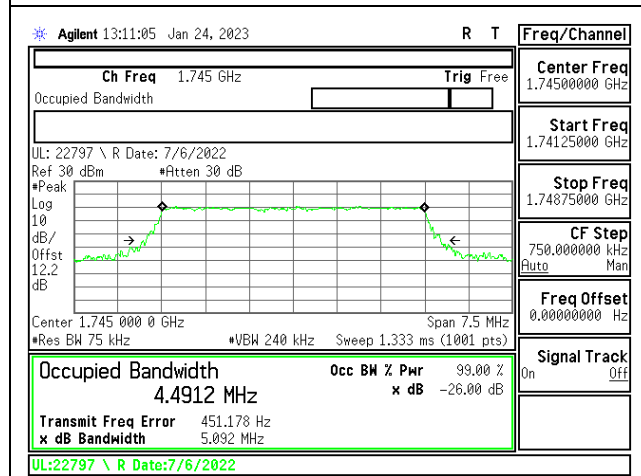 Agilent 13:11:05 Jan 24, 2023 R T Freq/Channel
Ch Freq 1.745 GHz Trig Free
Occupied Bandwidth
Center Freq
1.74500000 GHz
Start Freq
1.74125000 GHz
Stop Freq
1.74875000 GHz
CF Step
750.000000 kHz
Auto Man
Freq Offset
0.00000000 Hz
Signal Track
On Off
UL: 22797 \ R Date: 7/6/2022
Ref 30 dBm #Atten 30 dB
#Peak
Log
10
dB/
Offst
12.2
dB
Center 1.745 000 0 GHz Span 7.5 MHz
#Res BW 75 kHz #VBW 240 kHz Sweep 1.333 ms (1001 pts)
Occupied Bandwidth Occ BW % Pwr 99.00 %
4.4912 MHz x dB -26.00 dB
Transmit Freq Error 451.178 Hz
x dB Bandwidth 5.092 MHz
UL:22797 \ R Date:7/6/2022